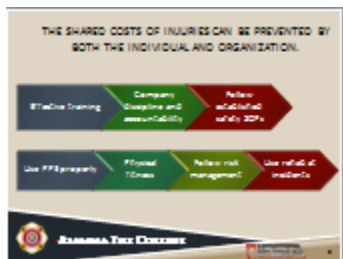 THE SHARED COSTS OF INJURIES CAN BE PREVENTED BY
BOTH THE INDIVIDUAL AND ORGANIZATION.
Effective training
Company
discipline and
accountability
Follow
established
safety SOPs
Use PPE properly
Physical
fitness
Follow risk
management
Use rehab at
incidents
ALABAMA FIRE COLLEGE